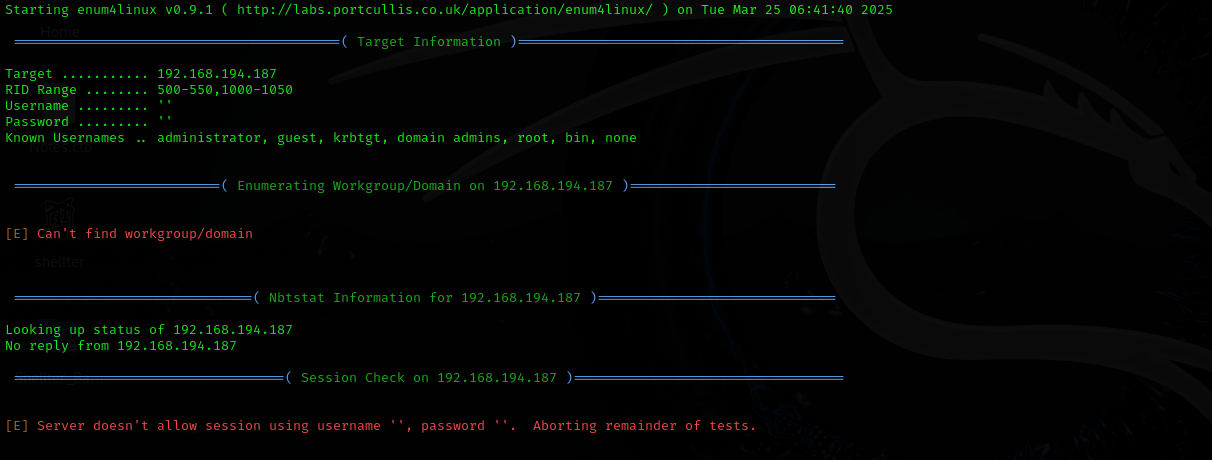 Starting enum4linux v0.9.1 ( http://labs.portcullis.co.uk/application/enum4linux/ ) on Tue Mar 25 06:41:40 2025
Home
=========================================( Target Information )=========================================
Target ........... 192.168.194.187
RID Range ........ 500-550,1000-1050
Username ......... ''
Password ......... ''
Known Usernames .. administrator, guest, krbtgt, domain admins, root, bin, none
Notes.ctb
==========================( Enumerating Workgroup/Domain on 192.168.194.187 )==========================
[E] Can't find workgroup/domain
shellter
==============================( Nbtstat Information for 192.168.194.187 )==============================
Looking up status of 192.168.194.187
No reply from 192.168.194.187
==================================( Session Check on 192.168.194.187 )==================================
[E] Server doesn't allow session using username '', password ''.  Aborting remainder of tests.